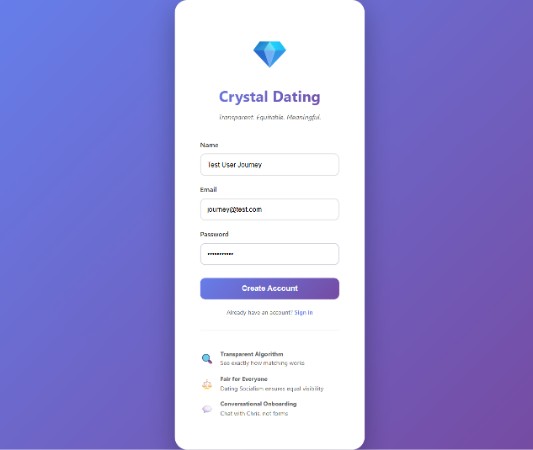 Crystal Dating
Transparent. Equitable. Meaningful.
Name
Test User Journey
Email
journey@test.com
Password
Create Account
Already have an account? Sign In
Transparent Algorithm
See exactly how matching works
Fair for Everyone
Dating Socialism ensures equal visibility
Conversational Onboarding
Chat with Chris, not forms